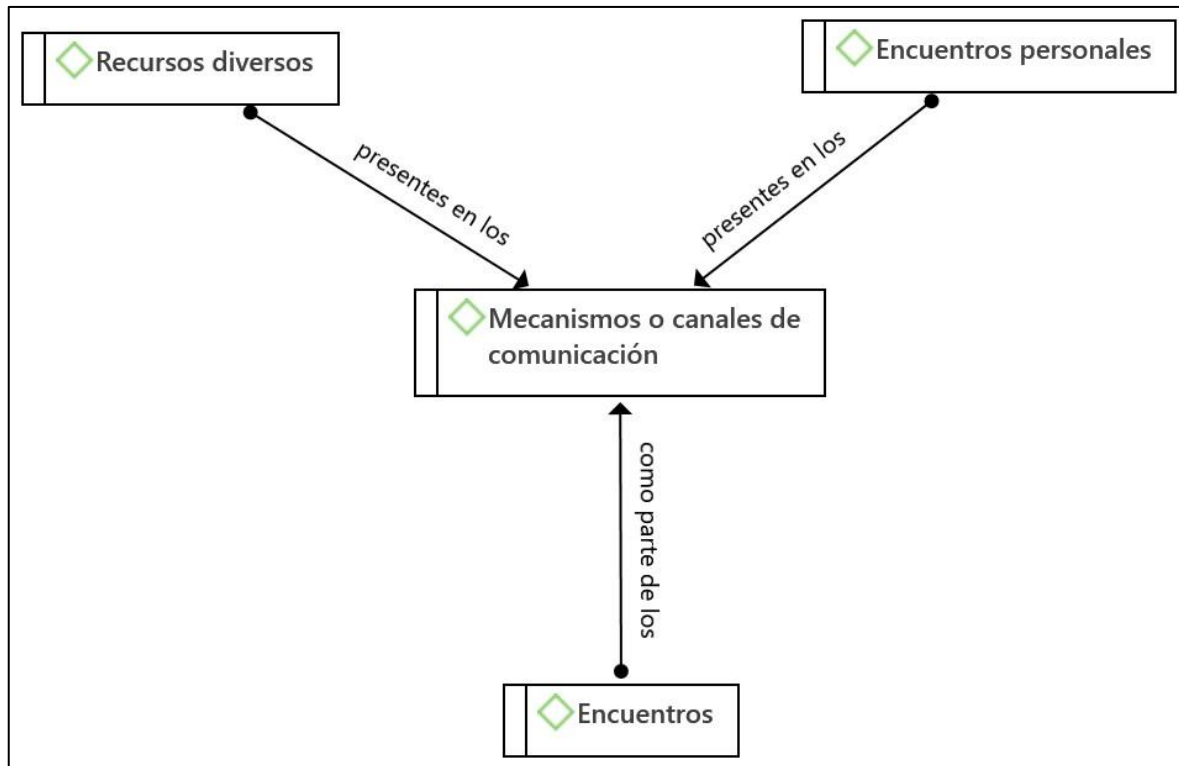 Recursos diversos
Encuentros personales
presentes en los
presentes en los
Mecanismos o canales de
comunicación
como parte de los
Encuentros